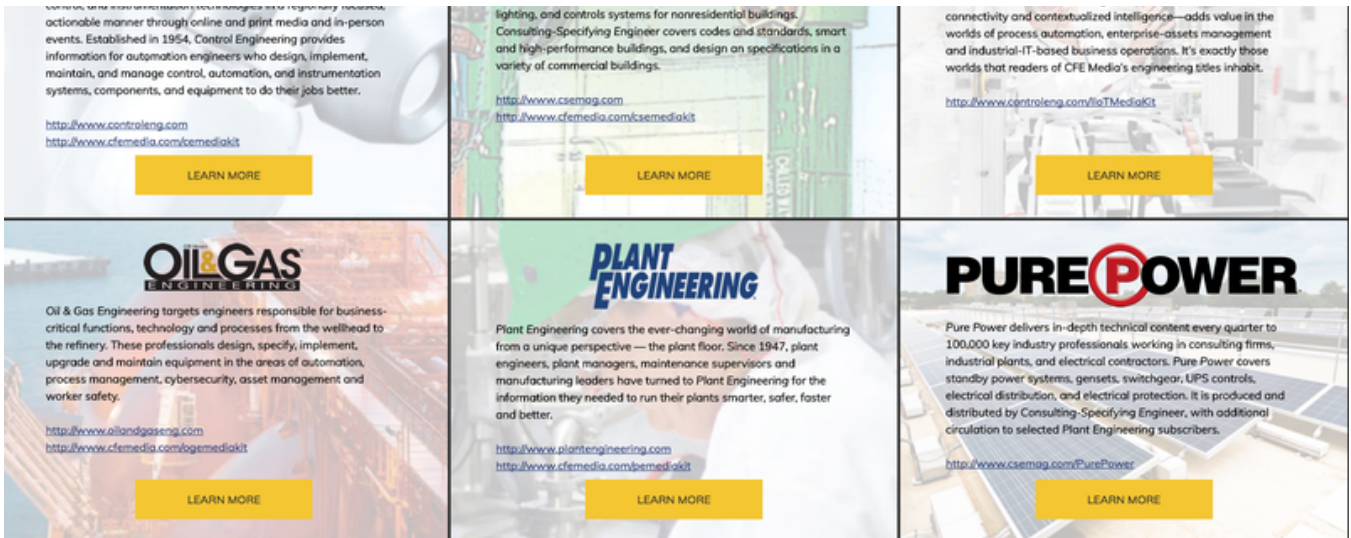 control, and instrumentation technologies in a regionally focused,
actionable manner through online and print media and in-person
events. Established in 1954, Control Engineering provides
information for automation engineers who design, implement,
maintain, and manage control, automation, and instrumentation
systems, components, and equipment to do their jobs better.
http://www.controleng.com
http://www.cfemedia.com/cemediakit
LEARN MORE
lighting, and controls systems for nonresidential buildings.
Consulting-Specifying Engineer covers codes and standards, smart
and high-performance buildings, and design an specifications in a
variety of commercial buildings.
http://www.csemag.com
http://www.cfemedia.com/csemediakit
LEARN MORE
connectivity and contextualized intelligence—adds value in the
worlds of process automation, enterprise-assets management
and industrial-IT-based business operations. It's exactly those
worlds that readers of CFE Media's engineering titles inhabit.
http://www.controleng.com/IIoTMediaKit
LEARN MORE
OIL&GAS
ENGINEERING
Oil & Gas Engineering targets engineers responsible for business-
critical functions, technology and processes from the wellhead to
the refinery. These professionals design, specify, implement,
upgrade and maintain equipment in the areas of automation,
process management, cybersecurity, asset management and
worker safety.
http://www.oilandgaseng.com
http://www.cfemedia.com/ogemediakit
LEARN MORE
PLANT
ENGINEERING
Plant Engineering covers the ever-changing world of manufacturing
from a unique perspective — the plant floor. Since 1947, plant
engineers, plant managers, maintenance supervisors and
manufacturing leaders have turned to Plant Engineering for the
information they needed to run their plants smarter, safer, faster
and better.
http://www.plantengineering.com
http://www.cfemedia.com/pemediakit
LEARN MORE
PURE POWER
Pure Power delivers in-depth technical content every quarter to
100,000 key industry professionals working in consulting firms,
industrial plants, and electrical contractors. Pure Power covers
standby power systems, gensets, switchgear, UPS controls,
electrical distribution, and electrical protection. It is produced and
distributed by Consulting-Specifying Engineer, with additional
circulation to selected Plant Engineering subscribers.
http://www.csemag.com/PurePower
LEARN MORE